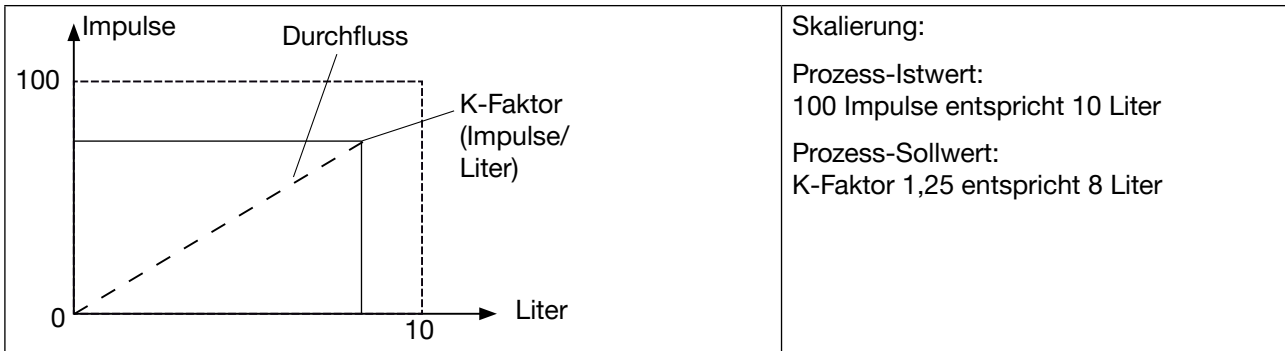 Impulse
Durchfluss
100
K-Faktor
(Impulse/
Liter)
0
10
Liter
Skalierung:
Prozess-Istwert:
100 Impulse entspricht 10 Liter
Prozess-Sollwert:
K-Faktor 1,25 entspricht 8 Liter